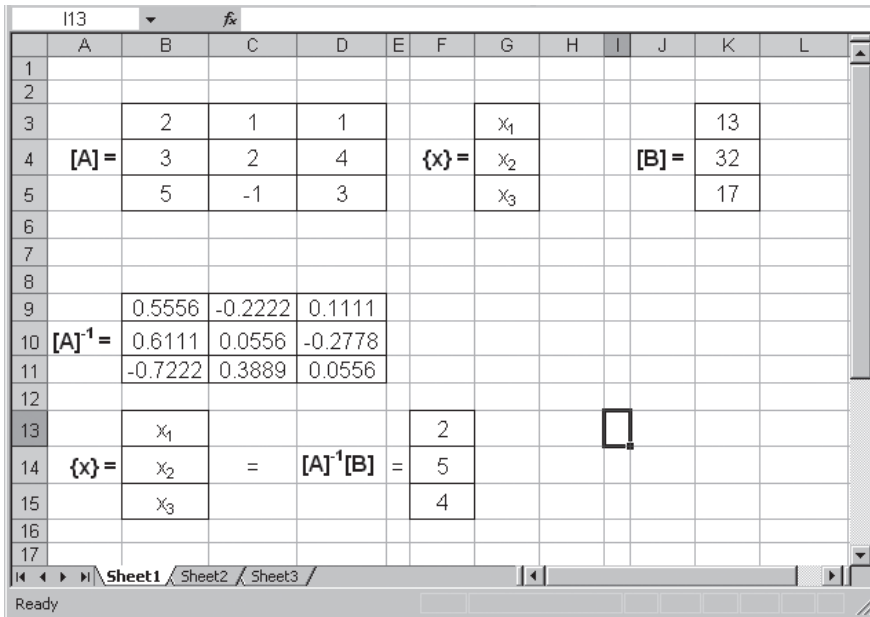 I13 fx
A B C D E F G H I J K L
1
2
3 2 1 1 x₁ 13
4 [A] = 3 2 4 {x} = x₂ [B] = 32
5 5 -1 3 x₃ 17
6
7
8
9 0.5556 -0.2222 0.1111
10 [A]⁻¹ = 0.6111 0.0556 -0.2778
11 -0.7222 0.3889 0.0556
12
13 x₁ 2
14 {x} = x₂ = [A]⁻¹[B] = 5
15 x₃ 4
16
17
Sheet1 / Sheet2 / Sheet3 /
Ready